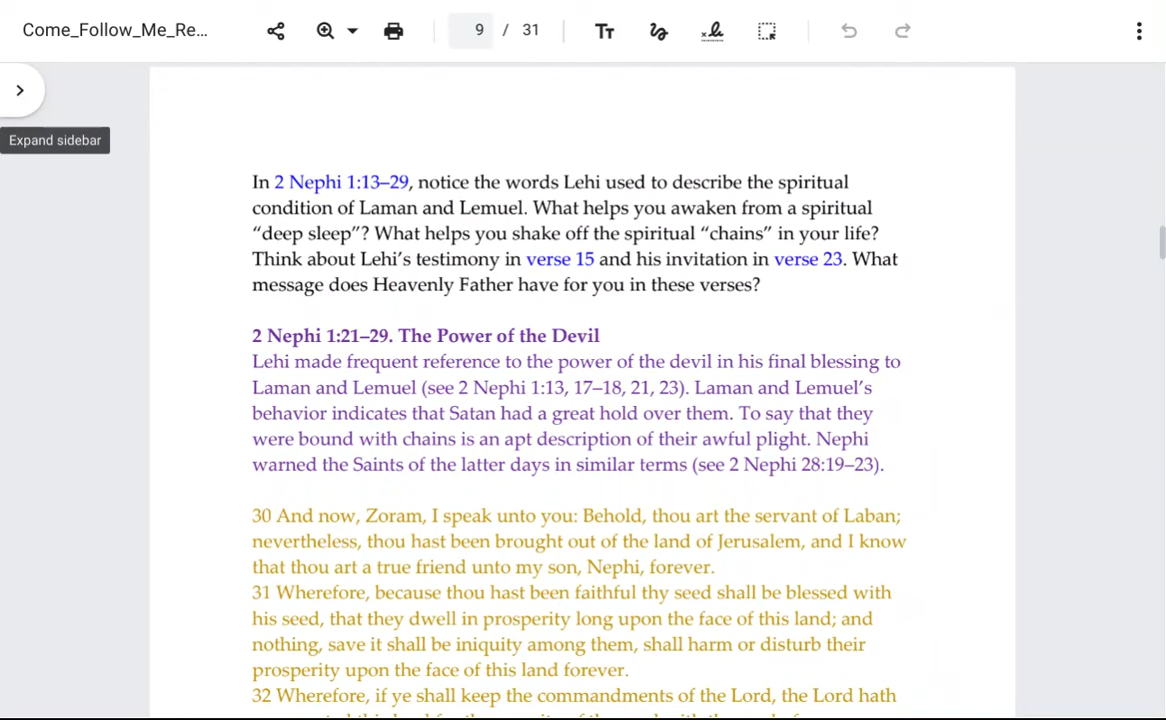 Come_Follow_Me_Re...
9 / 31
Expand sidebar
In 2 Nephi 1:13–29, notice the words Lehi used to describe the spiritual
condition of Laman and Lemuel. What helps you awaken from a spiritual
“deep sleep”? What helps you shake off the spiritual “chains” in your life?
Think about Lehi’s testimony in verse 15 and his invitation in verse 23. What
message does Heavenly Father have for you in these verses?
2 Nephi 1:21–29. The Power of the Devil
Lehi made frequent reference to the power of the devil in his final blessing to
Laman and Lemuel (see 2 Nephi 1:13, 17–18, 21, 23). Laman and Lemuel’s
behavior indicates that Satan had a great hold over them. To say that they
were bound with chains is an apt description of their awful plight. Nephi
warned the Saints of the latter days in similar terms (see 2 Nephi 28:19–23).
30 And now, Zoram, I speak unto you: Behold, thou art the servant of Laban;
nevertheless, thou hast been brought out of the land of Jerusalem, and I know
that thou art a true friend unto my son, Nephi, forever.
31 Wherefore, because thou hast been faithful thy seed shall be blessed with
his seed, that they dwell in prosperity long upon the face of this land; and
nothing, save it shall be iniquity among them, shall harm or disturb their
prosperity upon the face of this land forever.
32 Wherefore, if ye shall keep the commandments of the Lord, the Lord hath